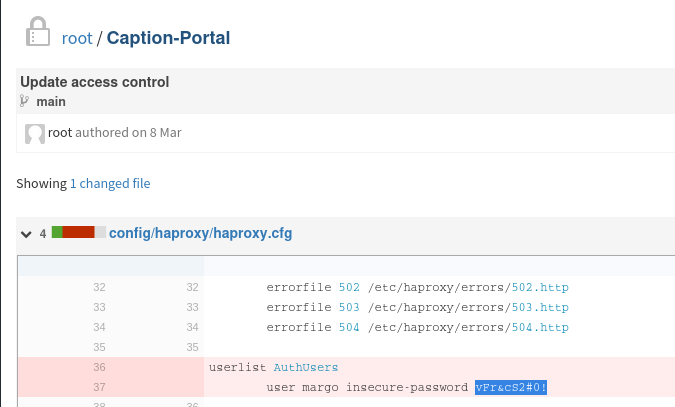 root / Caption-Portal
Update access control
main
root authored on 8 Mar
Showing 1 changed file
4 config/haproxy/haproxy.cfg
32 32 errorfile 502 /etc/haproxy/errors/502.http
33 33 errorfile 503 /etc/haproxy/errors/503.http
34 34 errorfile 504 /etc/haproxy/errors/504.http
35 35
36 userlist AuthUsers
37 user margo insecure-password vFr&cS2#0!
38 36